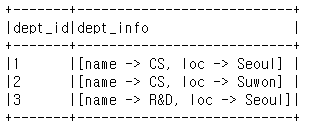 +-------+--------------------------+
|dept_id|dept_info                 |
+-------+--------------------------+
|1      |[name -> CS, loc -> Seoul] |
|2      |[name -> CS, loc -> Suwon] |
|3      |[name -> R&D, loc -> Seoul]|
+-------+--------------------------+